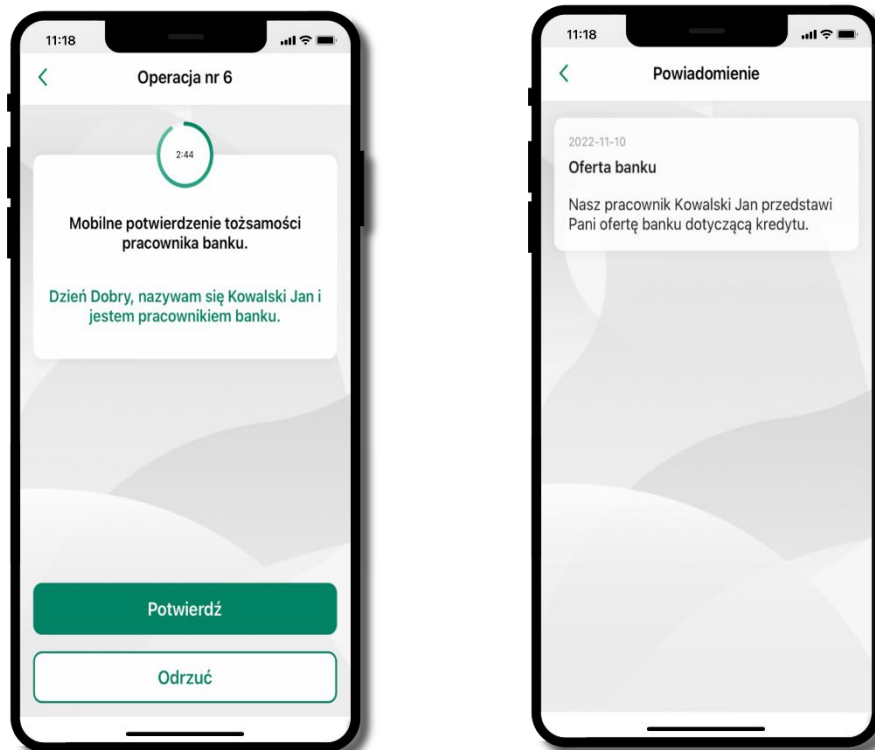 11:18
Operacja nr 6
2:44
Mobilne potwierdzenie tożsamości
pracownika banku.
Dzień Dobry, nazywam się Kowalski Jan i
jestem pracownikiem banku.
Potwierdź
Odrzuć
11:18
Powiadomienie
2022-11-10
Oferta banku
Nasz pracownik Kowalski Jan przedstawi
Pani ofertę banku dotyczącą kredytu.